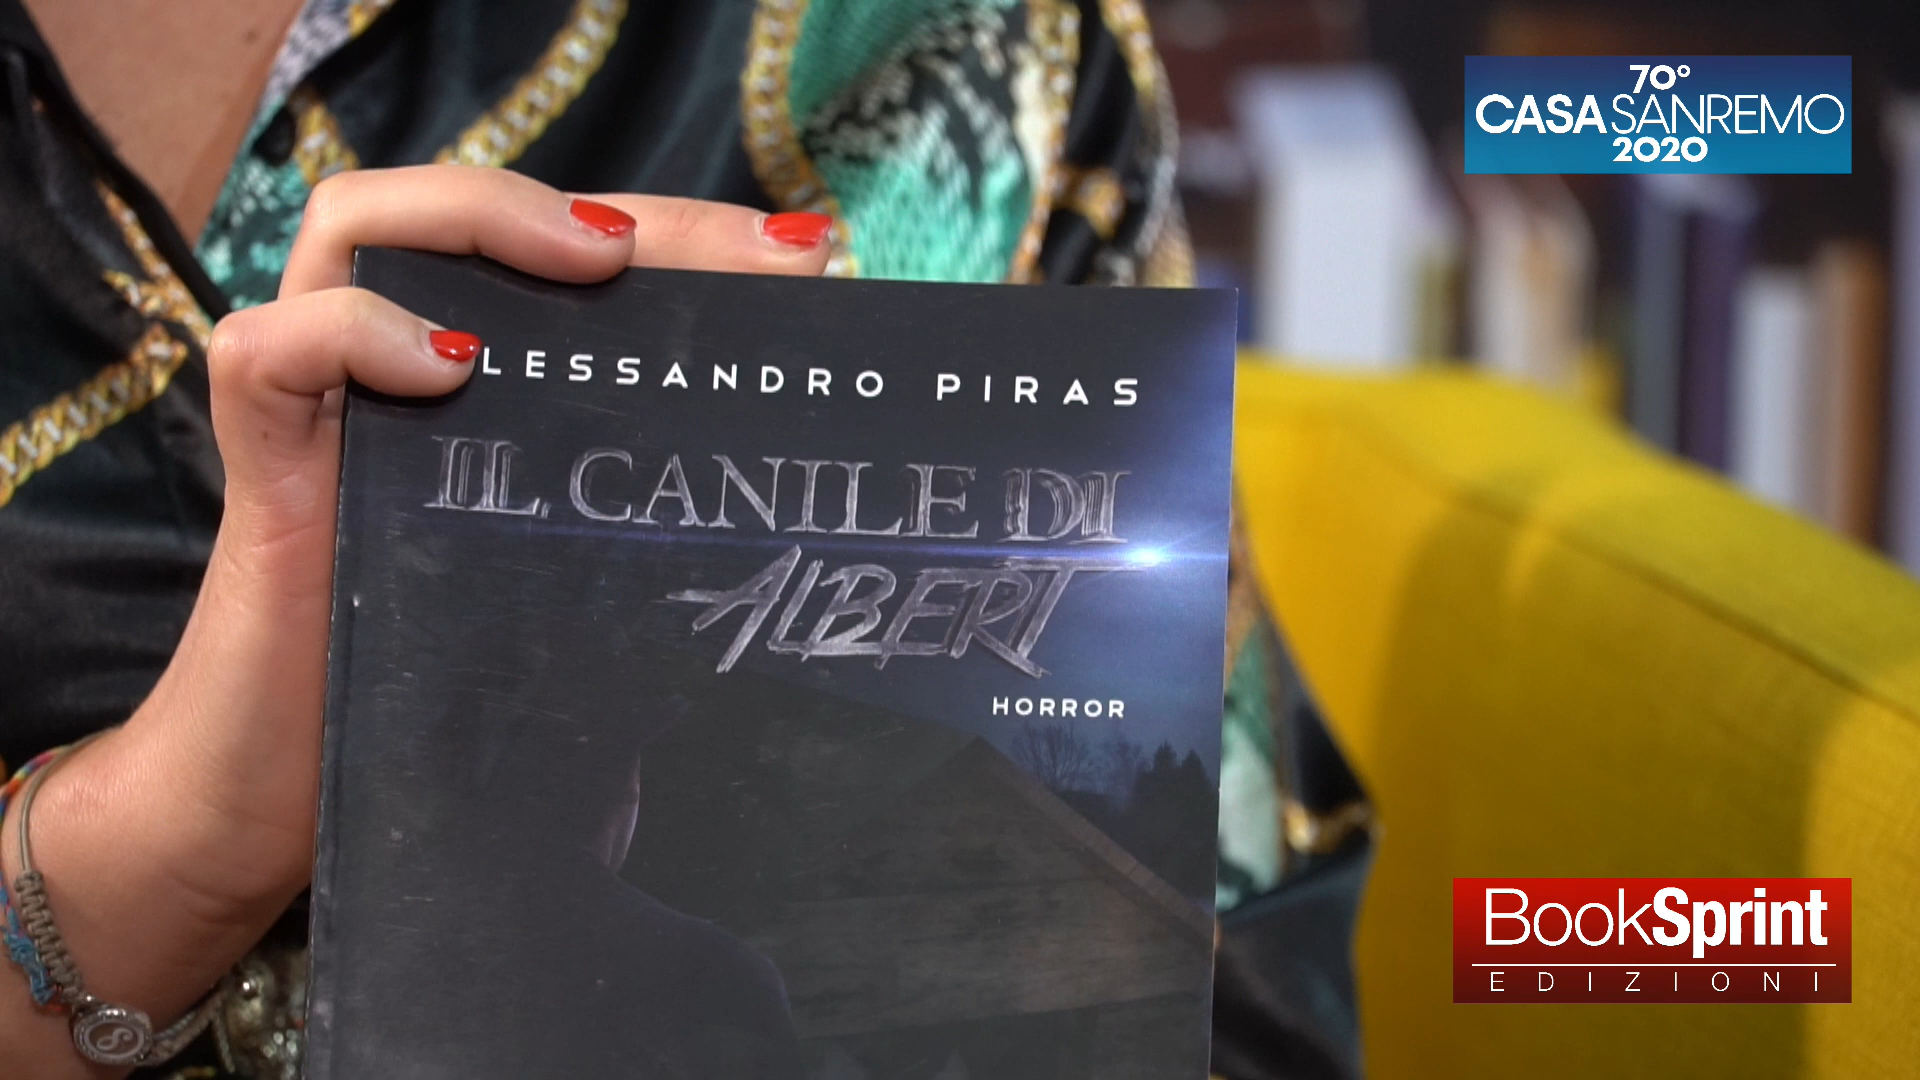 70°
CASASANREMO
2020
LESSANDRO PIRAS
IL CANILE DI
ALBERT
HORROR
BookSprint
EDIZIONI
S